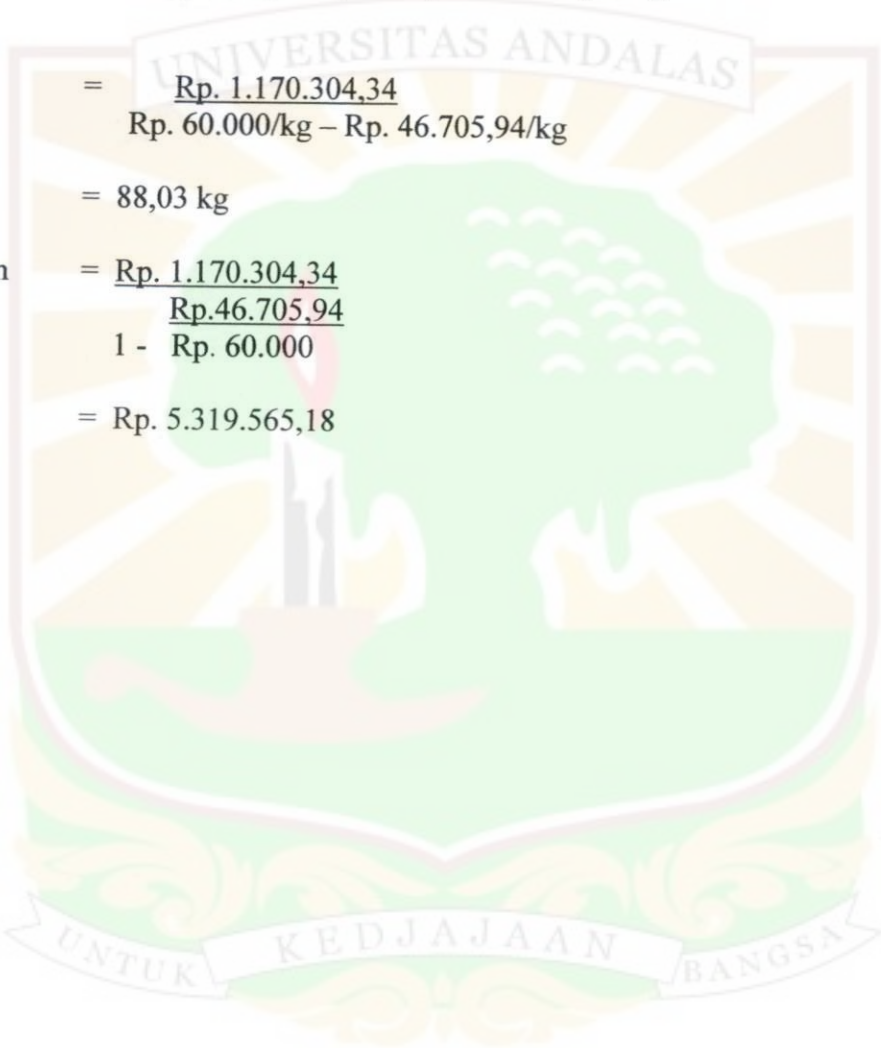 UNIVERSITAS ANDALAS
= Rp. 1.170.304,34
Rp. 60.000/kg – Rp. 46.705,94/kg
= 88,03 kg
n = Rp. 1.170.304,34
Rp.46.705,94
1 - Rp. 60.000
= Rp. 5.319.565,18
UNTUK KEDJAJAAN BANGSA